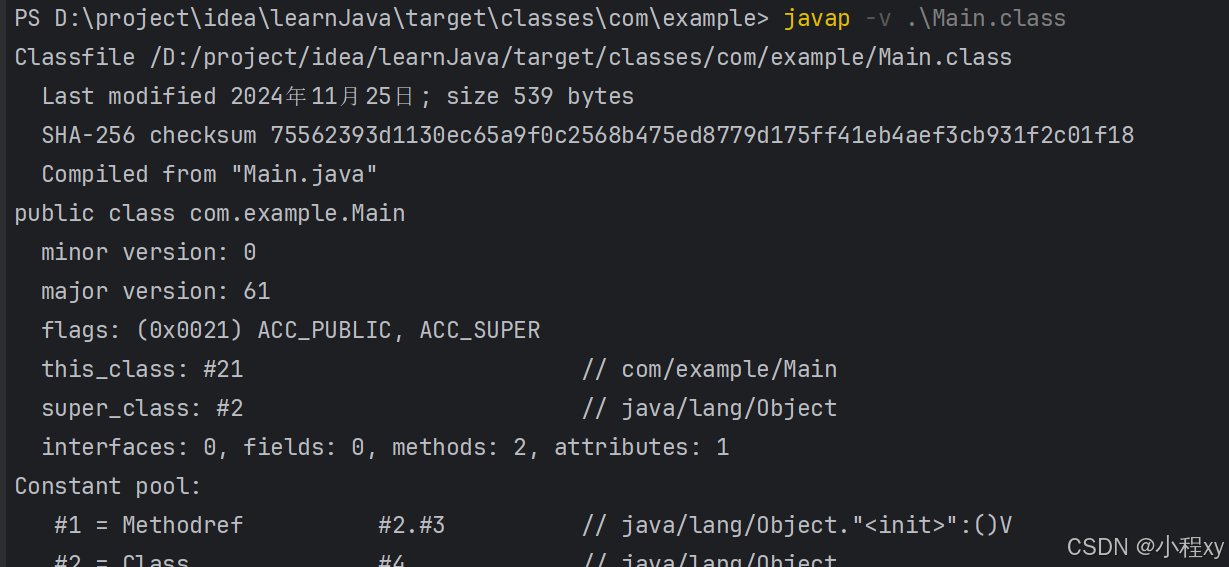 PS D:\project\idea\learnJava\target\classes\com\example> javap -v .\Main.class
Classfile /D:/project/idea/learnJava/target/classes/com/example/Main.class
  Last modified 2024年11月25日; size 539 bytes
  SHA-256 checksum 75562393d1130ec65a9f0c2568b475ed8779d175ff41eb4aef3cb931f2c01f18
  Compiled from "Main.java"
public class com.example.Main
  minor version: 0
  major version: 61
  flags: (0x0021) ACC_PUBLIC, ACC_SUPER
  this_class: #21                         // com/example/Main
  super_class: #2                         // java/lang/Object
  interfaces: 0, fields: 0, methods: 2, attributes: 1
Constant pool:
   #1 = Methodref          #2.#3          // java/lang/Object."<init>":()V
   #2 = Class              #4             // java/lang/Object
CSDN @小程xy